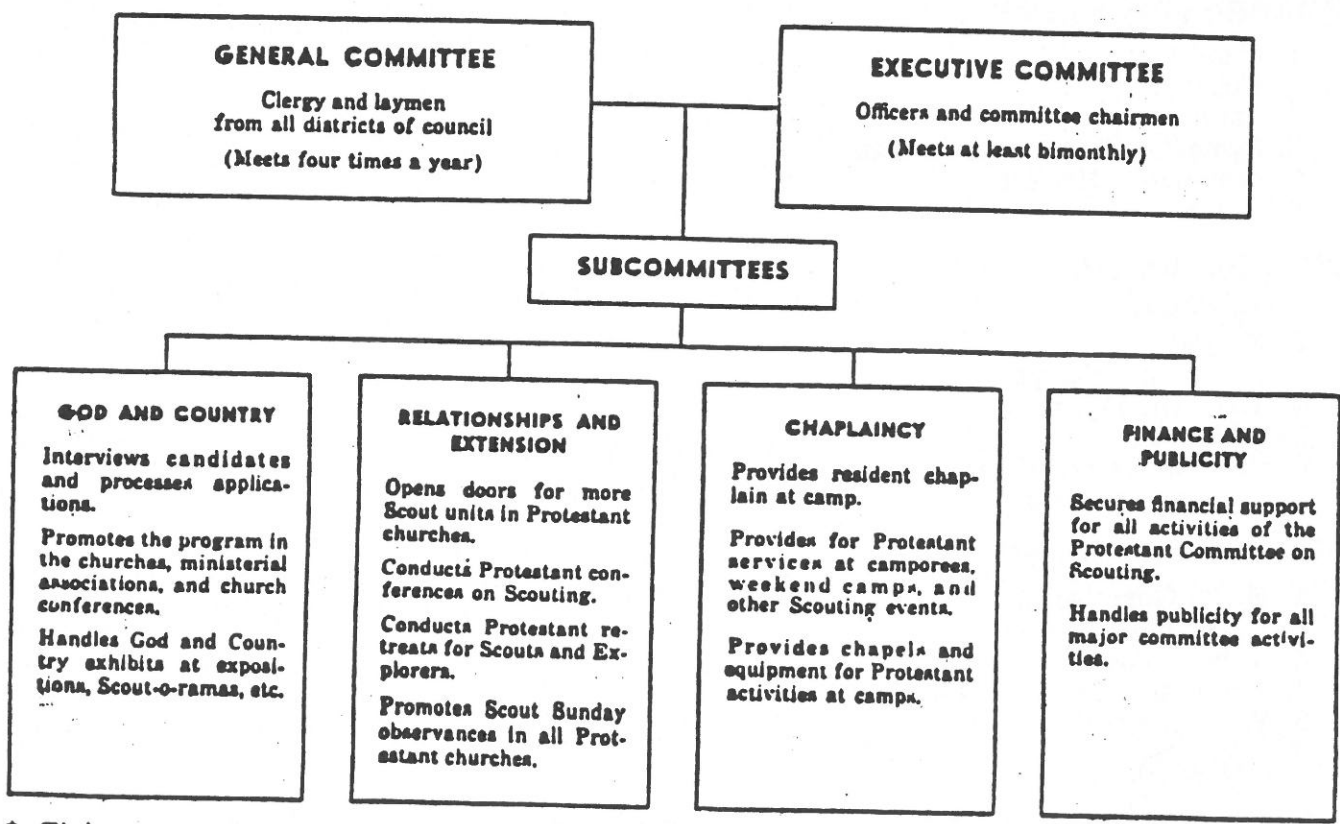 GENERAL COMMITTEE
Clergy and laymen
from all districts of council
(Meets four times a year)
EXECUTIVE COMMITTEE
Officers and committee chairmen
(Meets at least bimonthly)
SUBCOMMITTEES
GOD AND COUNTRY
Interviews candidates
and processes applica-
tions.
Promotes the program in
the churches, ministerial
associations, and church
conferences.
Handles God and Coun-
try exhibits at exposi-
tions, Scout-o-ramas, etc.
RELATIONSHIPS AND
EXTENSION
Opens doors for more
Scout units in Protestant
churches.
Conducts Protestant con-
ferences on Scouting.
Conducts Protestant re-
treats for Scouts and Ex-
plorers.
Promotes Scout Sunday
observances in all Prot-
estant churches.
CHAPLAINCY
Provides resident chap-
lain at camp.
Provides for Protestant
services at camporees,
weekend camps, and
other Scouting events.
Provides chapels and
equipment for Protestant
activities at camps.
FINANCE AND
PUBLICITY
Secures financial support
for all activities of the
Protestant Committee on
Scouting.
Handles publicity for all
major committee activi-
ties.